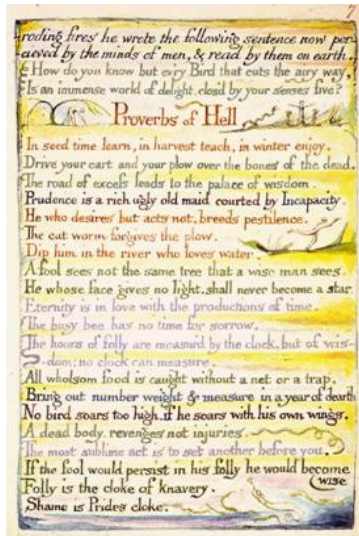 7
roding fires he wrote the following sentence now per-
cieved by the minds of men, & read by them on earth.
How do you know but ev'ry Bird that cuts the airy way,
Is an immense world of delight, clos'd by your senses five?
Proverbs of Hell
In seed time learn, in harvest teach, in winter enjoy.
Drive your cart and your plow over the bones of the dead.
The road of excess leads to the palace of wisdom.
Prudence is a rich ugly old maid courted by Incapacity.
He who desires but acts not, breeds pestilence.
The cut worm forgives the plow.
Dip him in the river who loves water.
A fool sees not the same tree that a wise man sees.
He whose face gives no light, shall never become a star.
Eternity is in love with the productions of time.
The busy bee has no time for sorrow.
The hours of folly are measur'd by the clock, but of wis-
-dom: no clock can measure.
All wholsom food is caught without a net or a trap.
Bring out number weight & measure in a year of dearth
No bird soars too high, if he soars with his own wings.
A dead body, revenges not injuries.
The most sublime act is to set another before you.
If the fool would persist in his folly he would become
wise
Folly is the cloke of knavery.
Shame is Prides cloke.